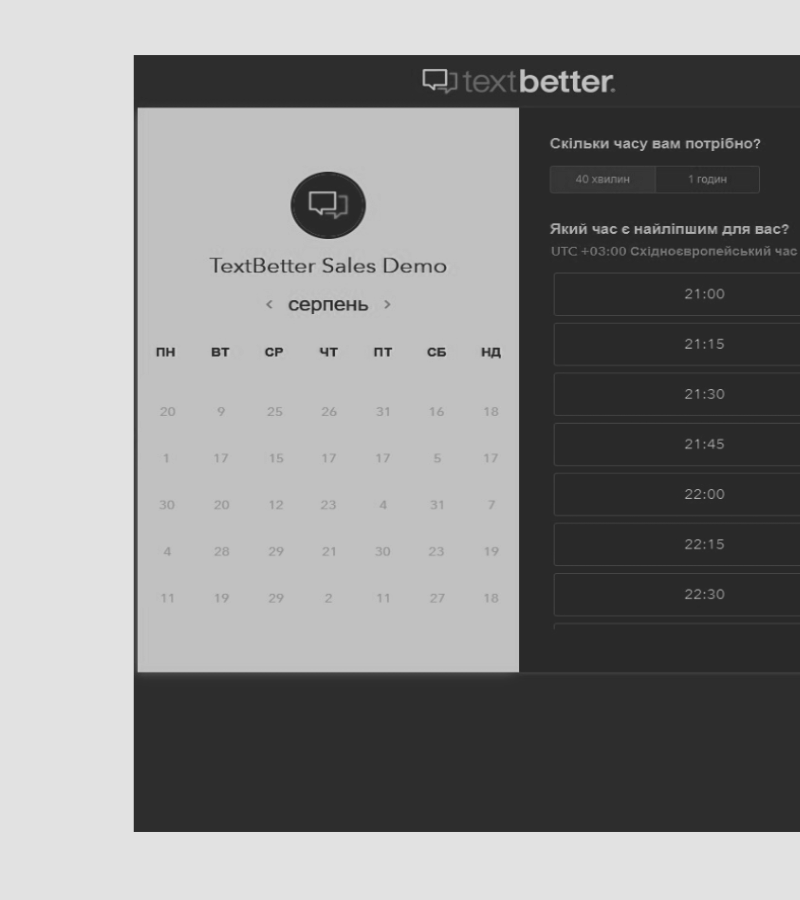 textbetter.
TextBetter Sales Demo
< серпень >
ПН ВТ СР ЧТ ПТ СБ НД
20 9 25 26 31 16 18
1 17 15 17 17 5 17
30 20 12 23 4 31 7
4 28 29 21 30 23 19
11 19 29 2 11 27 18
Скільки часу вам потрібно?
40 хвилин 1 годин
Який час є найліпшим для вас?
UTC +03:00 Східноєвропейський час
21:00
21:15
21:30
21:45
22:00
22:15
22:30